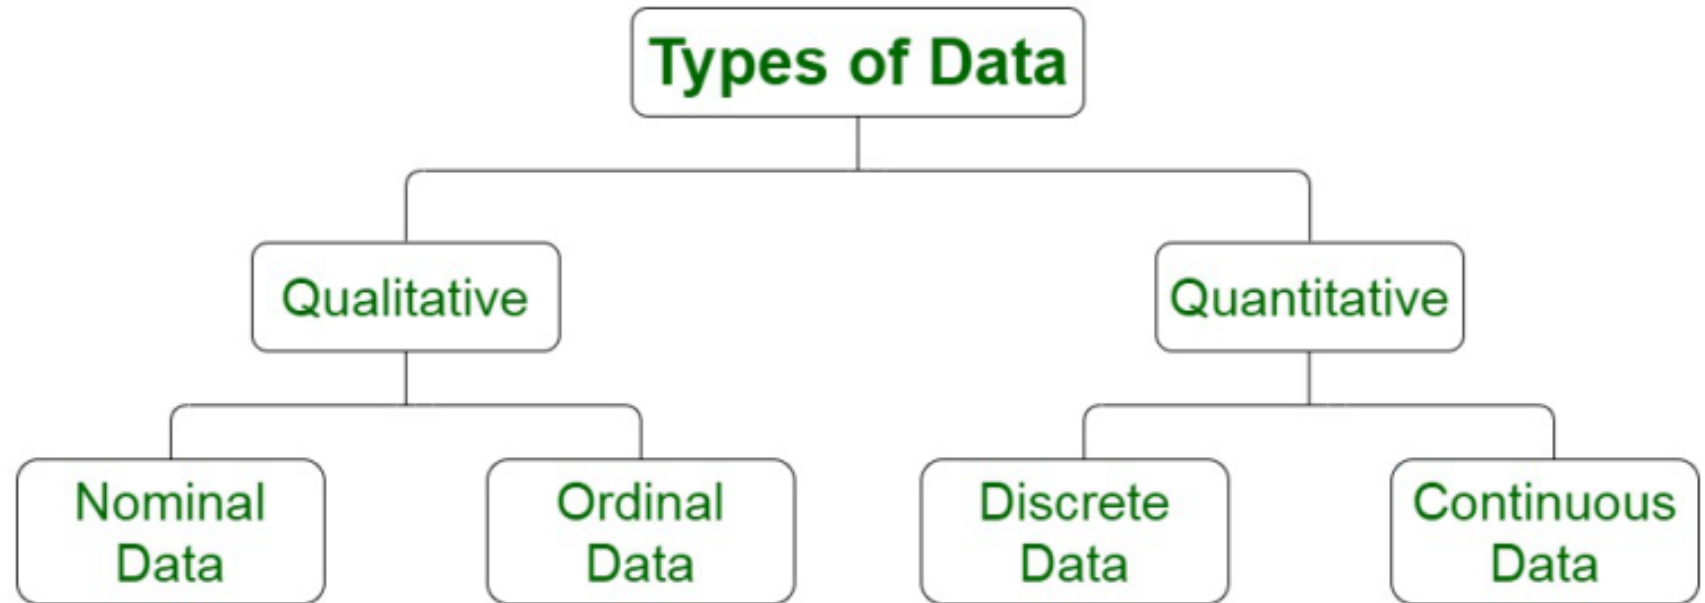 Types of Data
Qualitative
Quantitative
Nominal
Data
Ordinal
Data
Discrete
Data
Continuous
Data